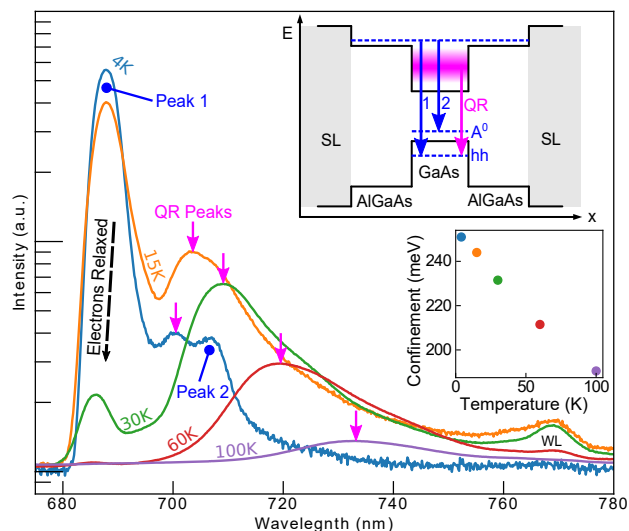 E
SL
SL
1
2
QR
A⁰
hh
GaAs
AlGaAs
AlGaAs
x
4K
Peak 1
QR Peaks
15K
Electrons Relaxed
Peak 2
30K
60K
100K
WL
Confinement (meV)
240
220
200
0
50
100
Temperature (K)
Intensity (a.u.)
680
700
720
740
760
780
Wavelegnth (nm)